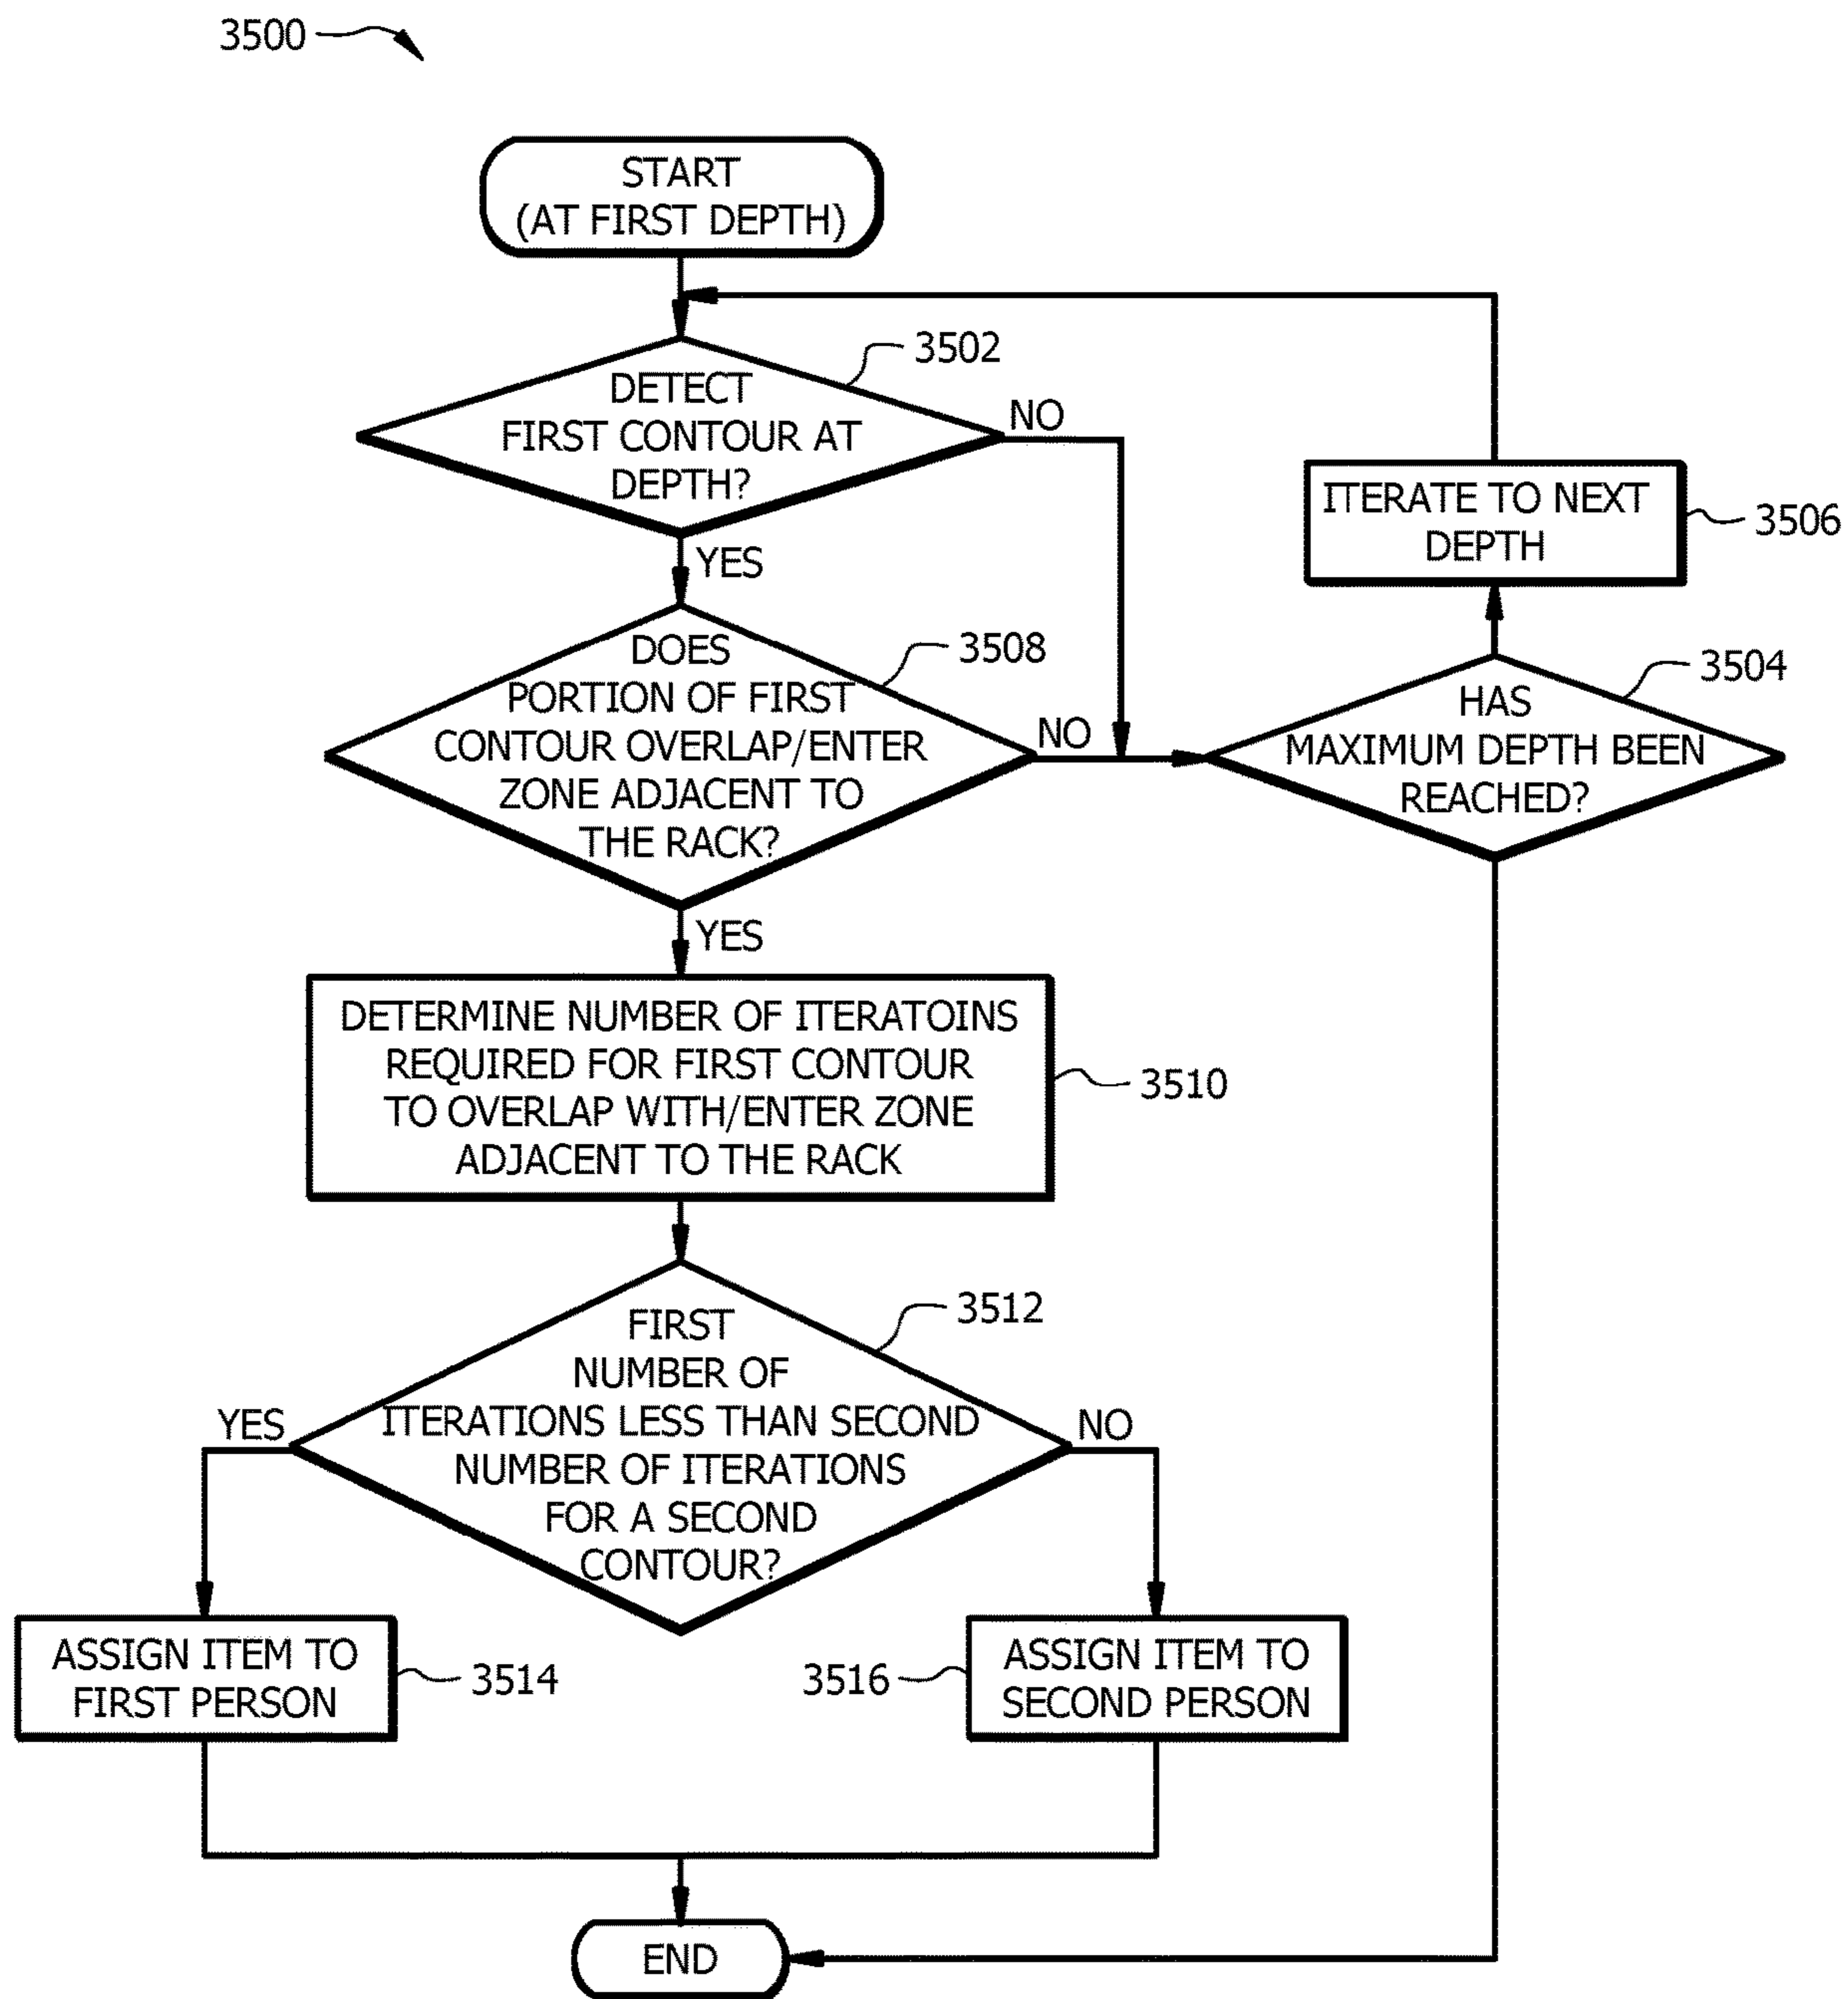 3500
START
(AT FIRST DEPTH)
3502
DETECT
FIRST CONTOUR AT
DEPTH?
NO
YES
ITERATE TO NEXT
DEPTH
3506
DOES
PORTION OF FIRST
CONTOUR OVERLAP/ENTER
ZONE ADJACENT TO
THE RACK?
3508
NO
YES
3504
HAS
MAXIMUM DEPTH BEEN
REACHED?
DETERMINE NUMBER OF ITERATOINS
REQUIRED FOR FIRST CONTOUR
TO OVERLAP WITH/ENTER ZONE
ADJACENT TO THE RACK
3510
3512
FIRST
NUMBER OF
ITERATIONS LESS THAN SECOND
NUMBER OF ITERATIONS
FOR A SECOND
CONTOUR?
YES
NO
ASSIGN ITEM TO
FIRST PERSON
3514
3516
ASSIGN ITEM TO
SECOND PERSON
END